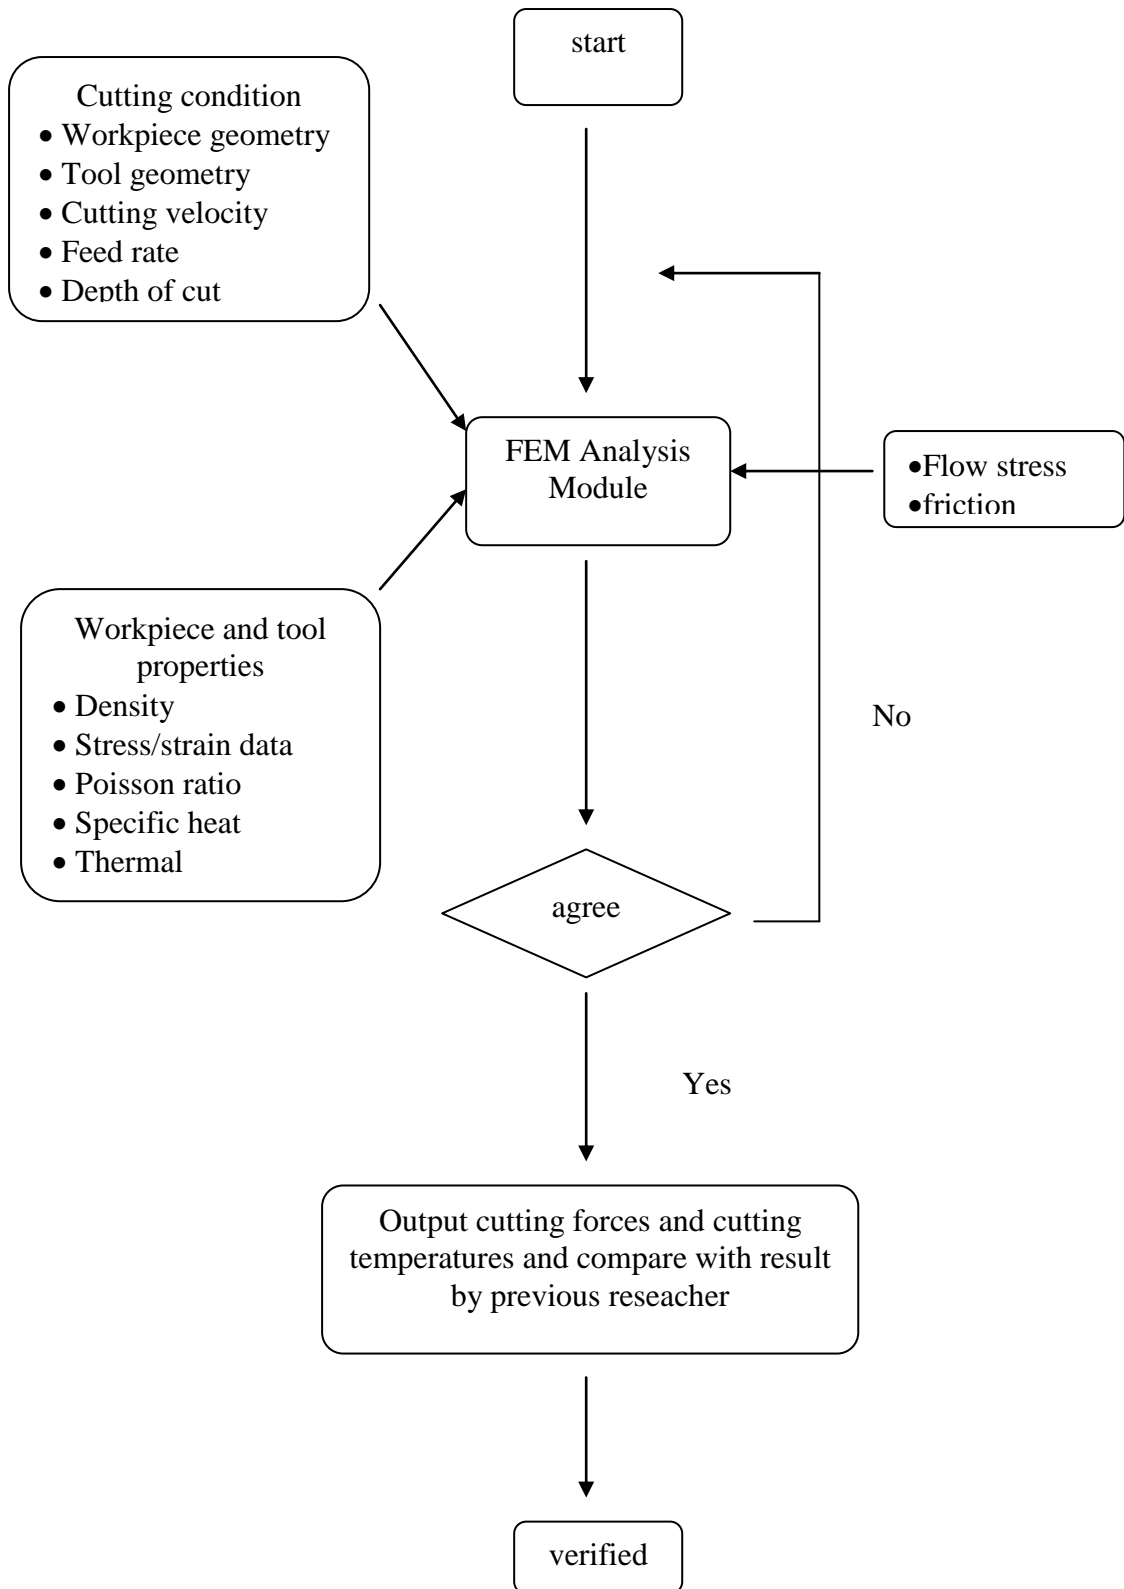 start
Cutting condition
• Workpiece geometry
• Tool geometry
• Cutting velocity
• Feed rate
• Depth of cut
FEM Analysis
Module
•Flow stress
•friction
Workpiece and tool
properties
• Density
• Stress/strain data
• Poisson ratio
• Specific heat
• Thermal
No
agree
Yes
Output cutting forces and cutting
temperatures and compare with result
by previous reseacher
verified